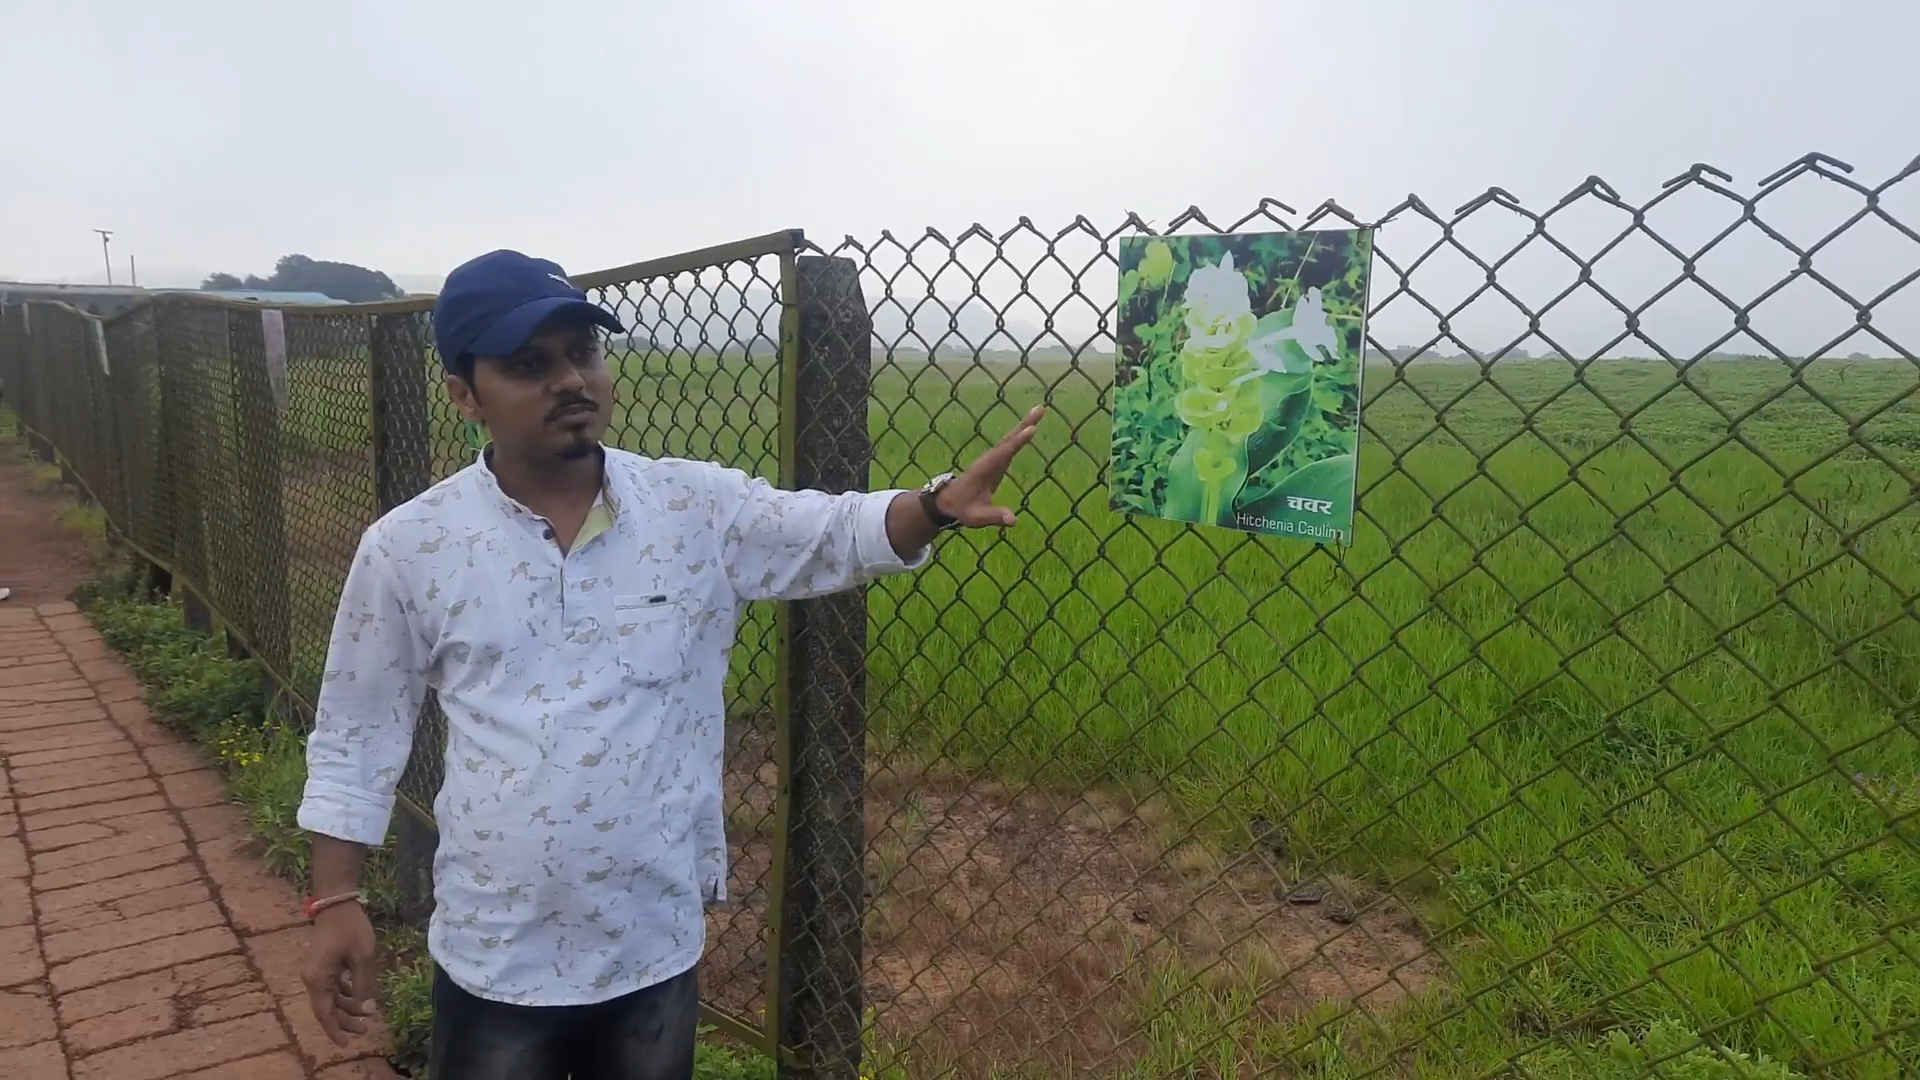 चवर
Hitchenia Caulina